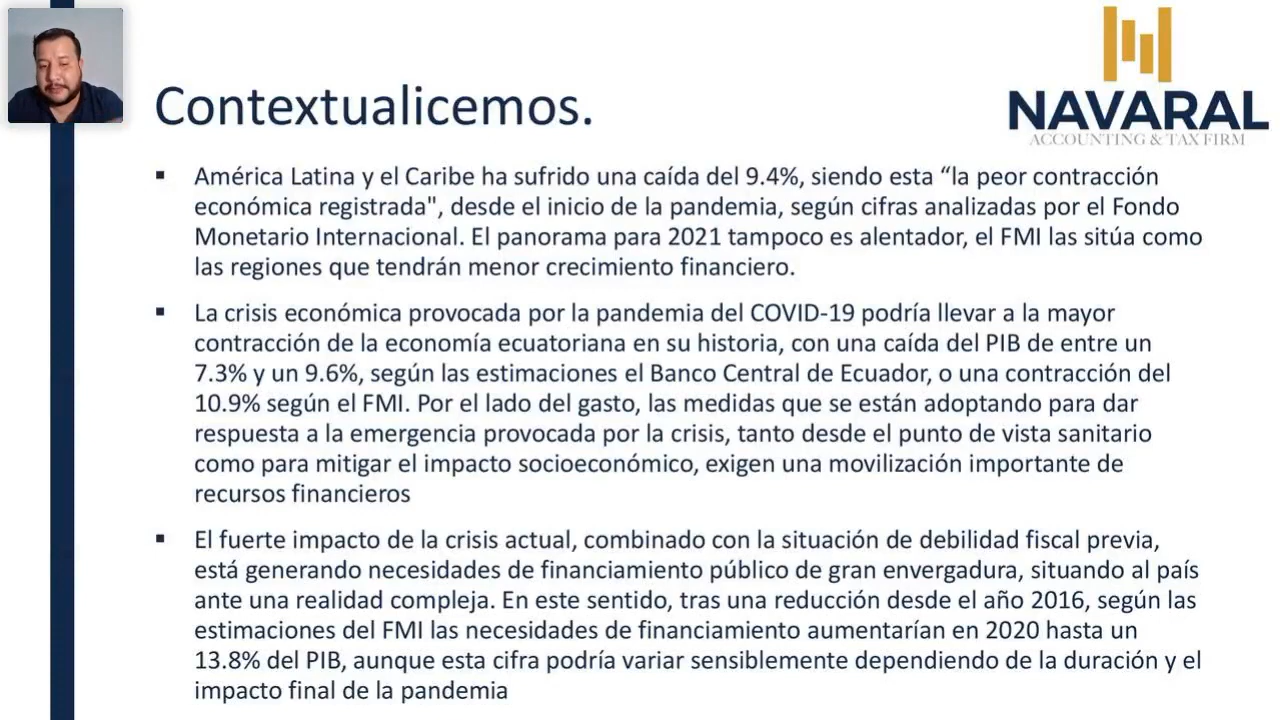 Contextualicemos.
NAVARAL
ACCOUNTING & TAX FIRM
▪ América Latina y el Caribe ha sufrido una caída del 9.4%, siendo esta “la peor contracción
económica registrada", desde el inicio de la pandemia, según cifras analizadas por el Fondo
Monetario Internacional. El panorama para 2021 tampoco es alentador, el FMI las sitúa como
las regiones que tendrán menor crecimiento financiero.
▪ La crisis económica provocada por la pandemia del COVID-19 podría llevar a la mayor
contracción de la economía ecuatoriana en su historia, con una caída del PIB de entre un
7.3% y un 9.6%, según las estimaciones el Banco Central de Ecuador, o una contracción del
10.9% según el FMI. Por el lado del gasto, las medidas que se están adoptando para dar
respuesta a la emergencia provocada por la crisis, tanto desde el punto de vista sanitario
como para mitigar el impacto socioeconómico, exigen una movilización importante de
recursos financieros
▪ El fuerte impacto de la crisis actual, combinado con la situación de debilidad fiscal previa,
está generando necesidades de financiamiento público de gran envergadura, situando al país
ante una realidad compleja. En este sentido, tras una reducción desde el año 2016, según las
estimaciones del FMI las necesidades de financiamiento aumentarían en 2020 hasta un
13.8% del PIB, aunque esta cifra podría variar sensiblemente dependiendo de la duración y el
impacto final de la pandemia